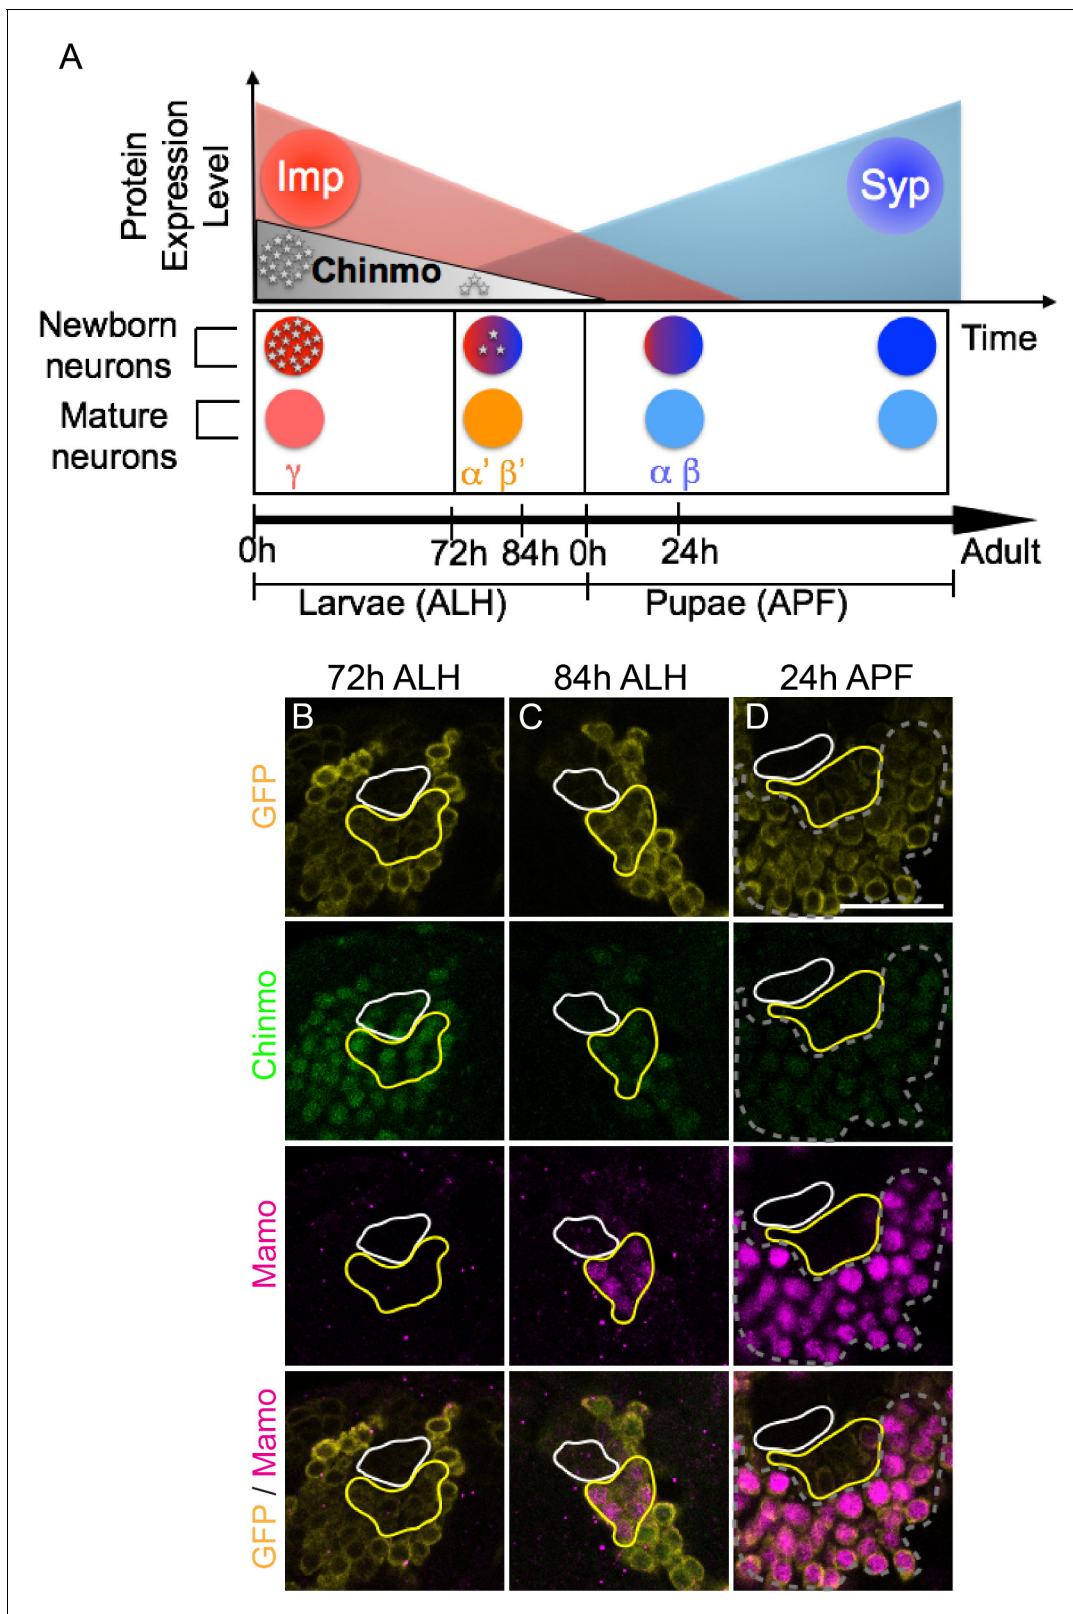 A
Protein
Expression
Level
Imp
Syp
Chinmo
Time
Newborn
neurons
Mature
neurons
γ
α’ β’
α β
0h
72h
84h
0h
24h
Adult
Larvae (ALH)
Pupae (APF)
72h ALH
84h ALH
24h APF
B
C
D
GFP
Chinmo
Mamo
GFP / Mamo